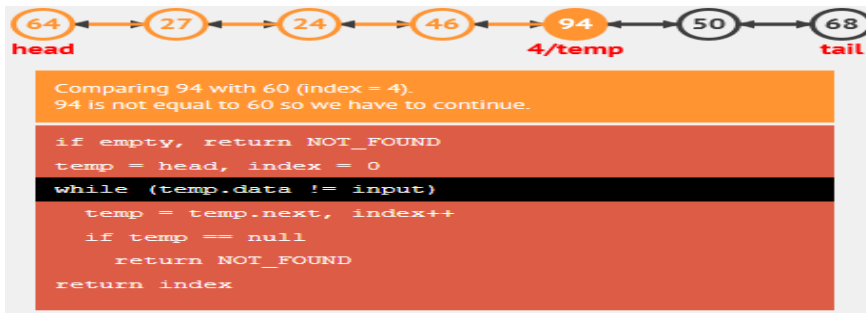 64 27 24 46 94 50 68
head 4/temp tail
Comparing 94 with 60 (index = 4).
94 is not equal to 60 so we have to continue.
if empty, return NOT_FOUND
temp = head, index = 0
while (temp.data != input)
temp = temp.next, index++
if temp == null
return NOT_FOUND
return index